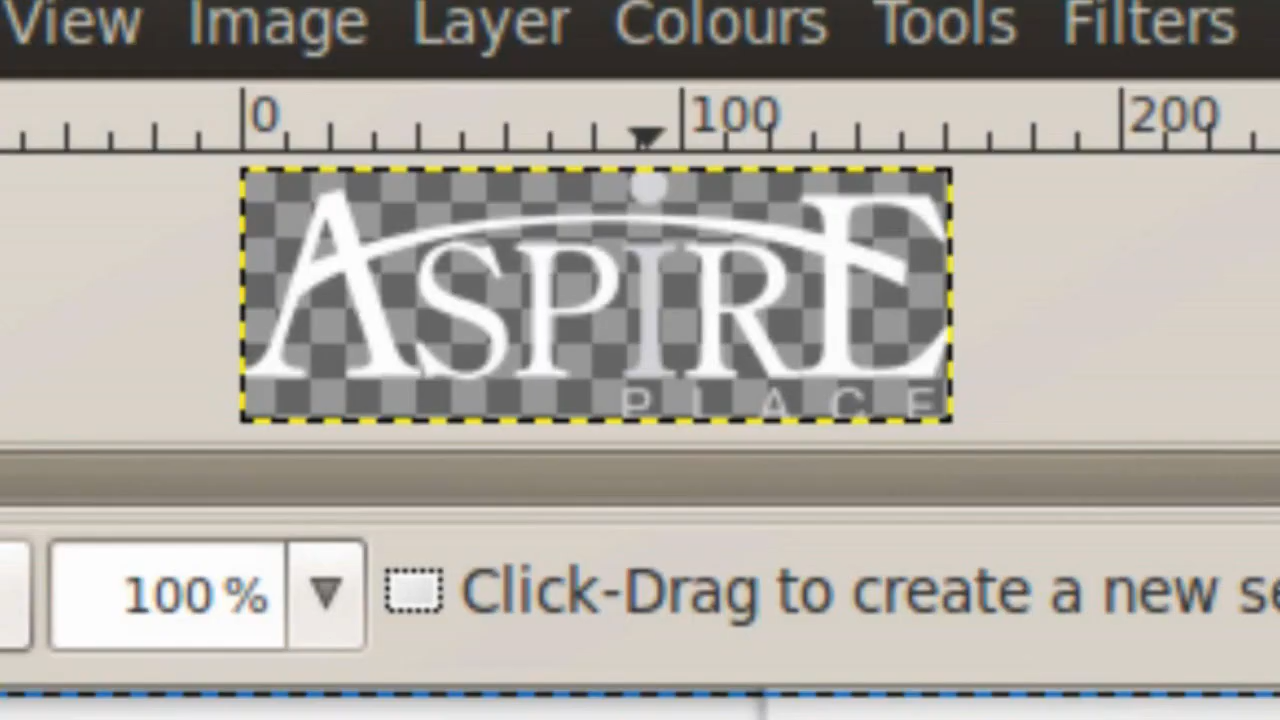 View Image Layer Colours Tools Filters
0 100 200
ASPIRE
PLACE
100 % Click-Drag to create a new se